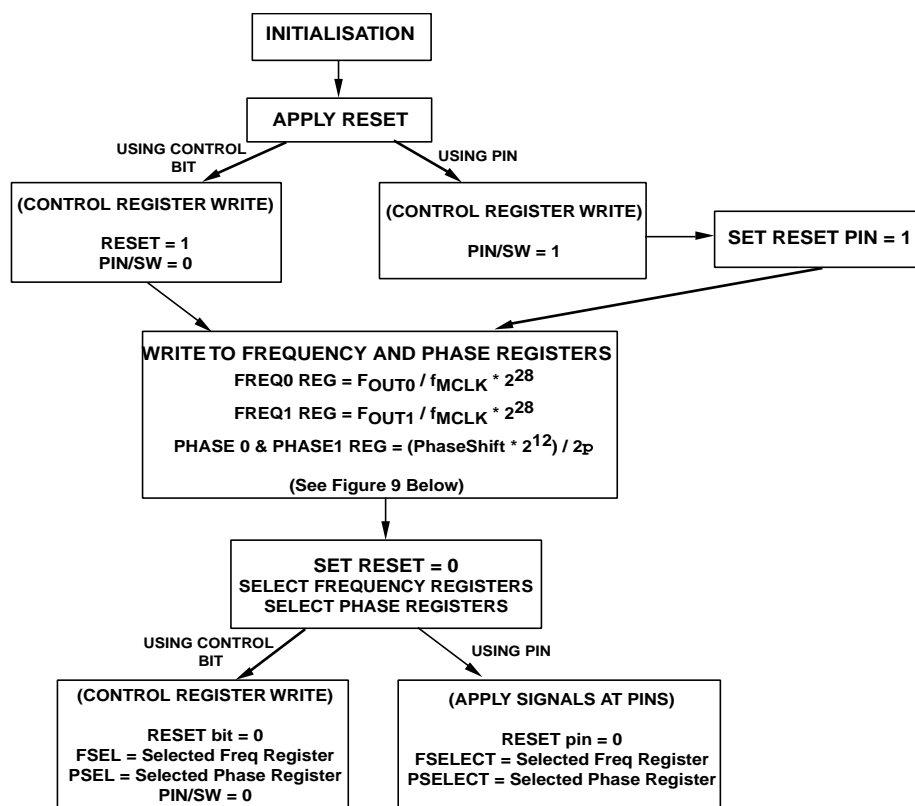 INITIALISATION
APPLY RESET
USING CONTROL
BIT
USING PIN
(CONTROL REGISTER WRITE)
RESET = 1
PIN/SW = 0
(CONTROL REGISTER WRITE)
PIN/SW = 1
SET RESET PIN = 1
WRITE TO FREQUENCY AND PHASE REGISTERS
FREQ0 REG = F_OUT0 / f_MCLK * 2^28
FREQ1 REG = F_OUT1 / f_MCLK * 2^28
PHASE 0 & PHASE1 REG = (PhaseShift * 2^12) / 2p
(See Figure 9 Below)
SET RESET = 0
SELECT FREQUENCY REGISTERS
SELECT PHASE REGISTERS
USING CONTROL
BIT
USING PIN
(CONTROL REGISTER WRITE)
RESET bit = 0
FSEL = Selected Freq Register
PSEL = Selected Phase Register
PIN/SW = 0
(APPLY SIGNALS AT PINS)
RESET pin = 0
FSELECT = Selected Freq Register
PSELECT = Selected Phase Register